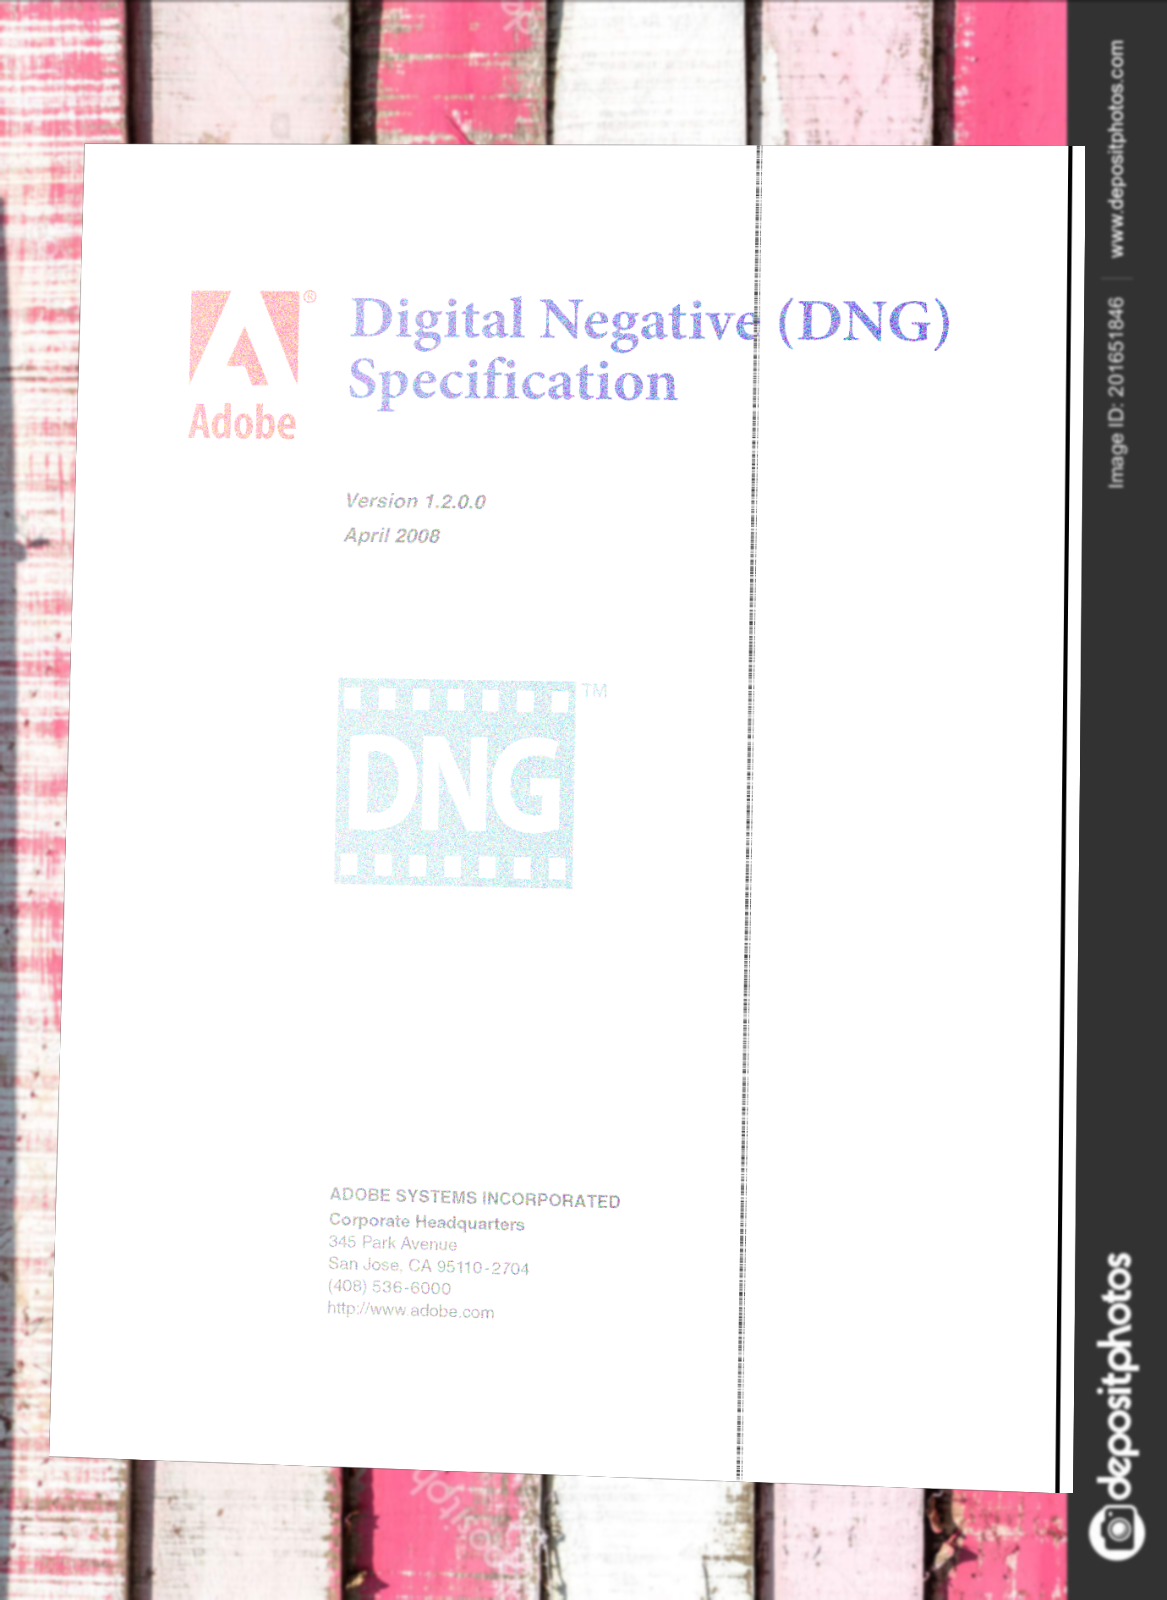 Adobe®
Digital Negative (DNG)
Specification
Version 1.2.0.0
April 2008
DNG™
ADOBE SYSTEMS INCORPORATED
Corporate Headquarters
345 Park Avenue
San Jose, CA 95110-2704
(408) 536-6000
http://www.adobe.com
Image ID: 201651846 | www.depositphotos.com
depositphotos